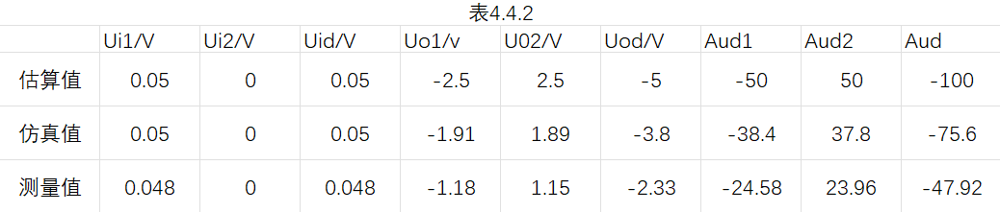 表4.4.2
Ui1/V Ui2/V Uid/V Uo1/v U02/V Uod/V Aud1 Aud2 Aud
估算值 0.05 0 0.05 -2.5 2.5 -5 -50 50 -100
仿真值 0.05 0 0.05 -1.91 1.89 -3.8 -38.4 37.8 -75.6
测量值 0.048 0 0.048 -1.18 1.15 -2.33 -24.58 23.96 -47.92